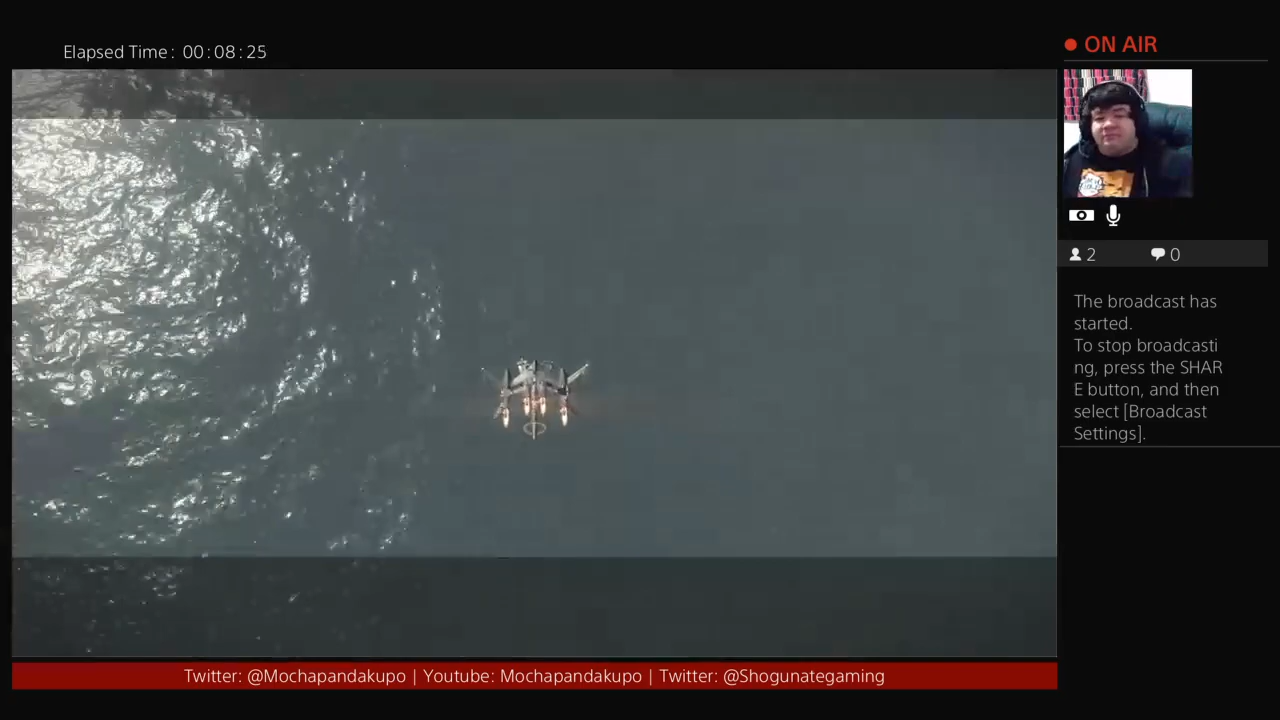 Elapsed Time: 00:08:25
ON AIR
2
0
The broadcast has
started.
To stop broadcasti
ng, press the SHAR
E button, and then
select [Broadcast
Settings].
Twitter: @Mochapandakupo | Youtube: Mochapandakupo | Twitter: @Shogunategaming